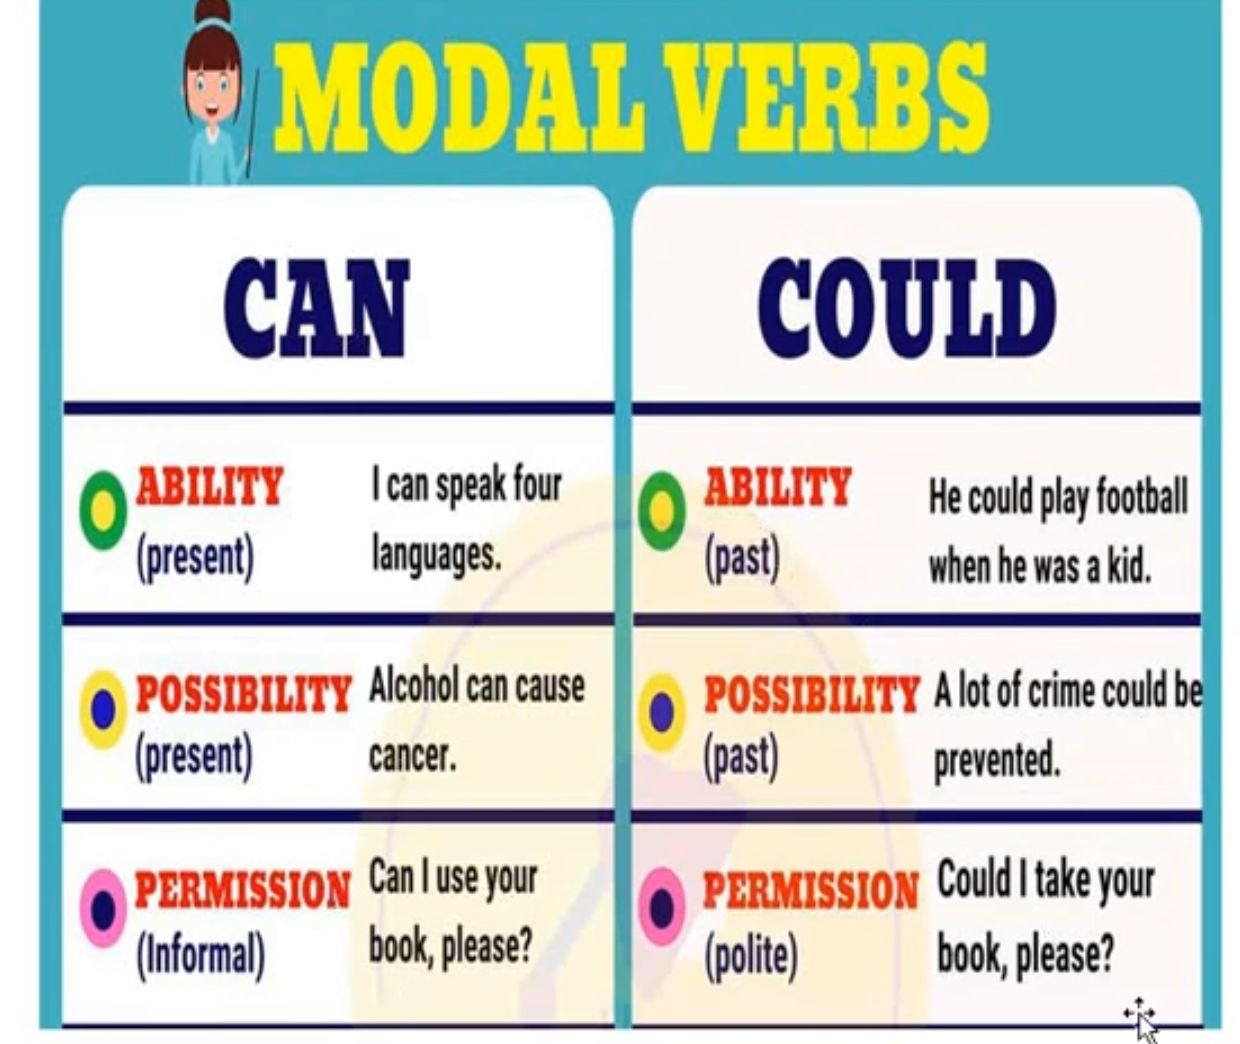 MODAL VERBS
CAN
ABILITY
(present)
I can speak four
languages.
POSSIBILITY
(present)
Alcohol can cause
cancer.
PERMISSION
(Informal)
Can I use your
book, please?
COULD
ABILITY
(past)
He could play football
when he was a kid.
POSSIBILITY
(past)
A lot of crime could be
prevented.
PERMISSION
(polite)
Could I take your
book, please?